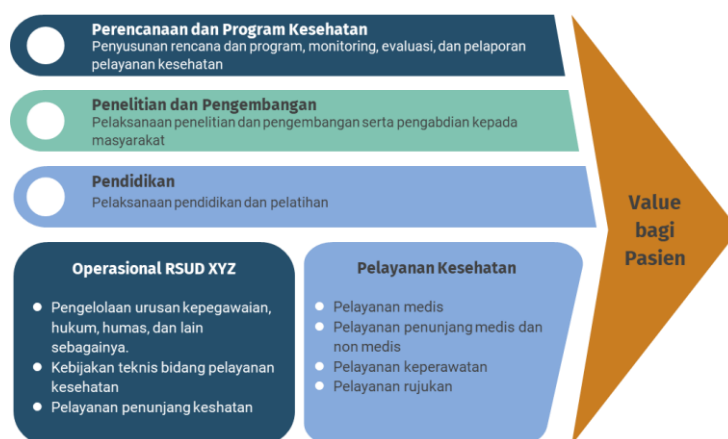 Perencanaan dan Program Kesehatan
Penyusunan rencana dan program, monitoring, evaluasi, dan pelaporan
pelayanan kesehatan
Penelitian dan Pengembangan
Pelaksanaan penelitian dan pengembangan serta pengabdian kepada
masyarakat
Pendidikan
Pelaksanaan pendidikan dan pelatihan
Operasional RSUD XYZ
Pengelolaan urusan kepegawaian,
hukum, humas, dan lain
sebagainya.
Kebijakan teknis bidang pelayanan
kesehatan
Pelayanan penunjang keshatan
Pelayanan Kesehatan
Pelayanan medis
Pelayanan penunjang medis dan
non medis
Pelayanan keperawatan
Pelayanan rujukan
Value
bagi
Pasien